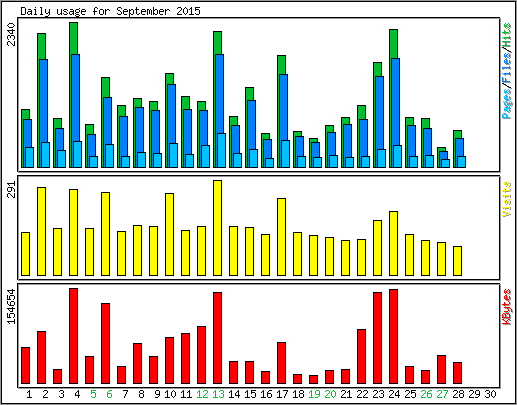 Daily usage for September 2015
2340
Pages/Files/Hits
291
Visits
154654
KBytes
1 2 3 4 5 6 7 8 9 10 11 12 13 14 15 16 17 18 19 20 21 22 23 24 25 26 27 28 29 30